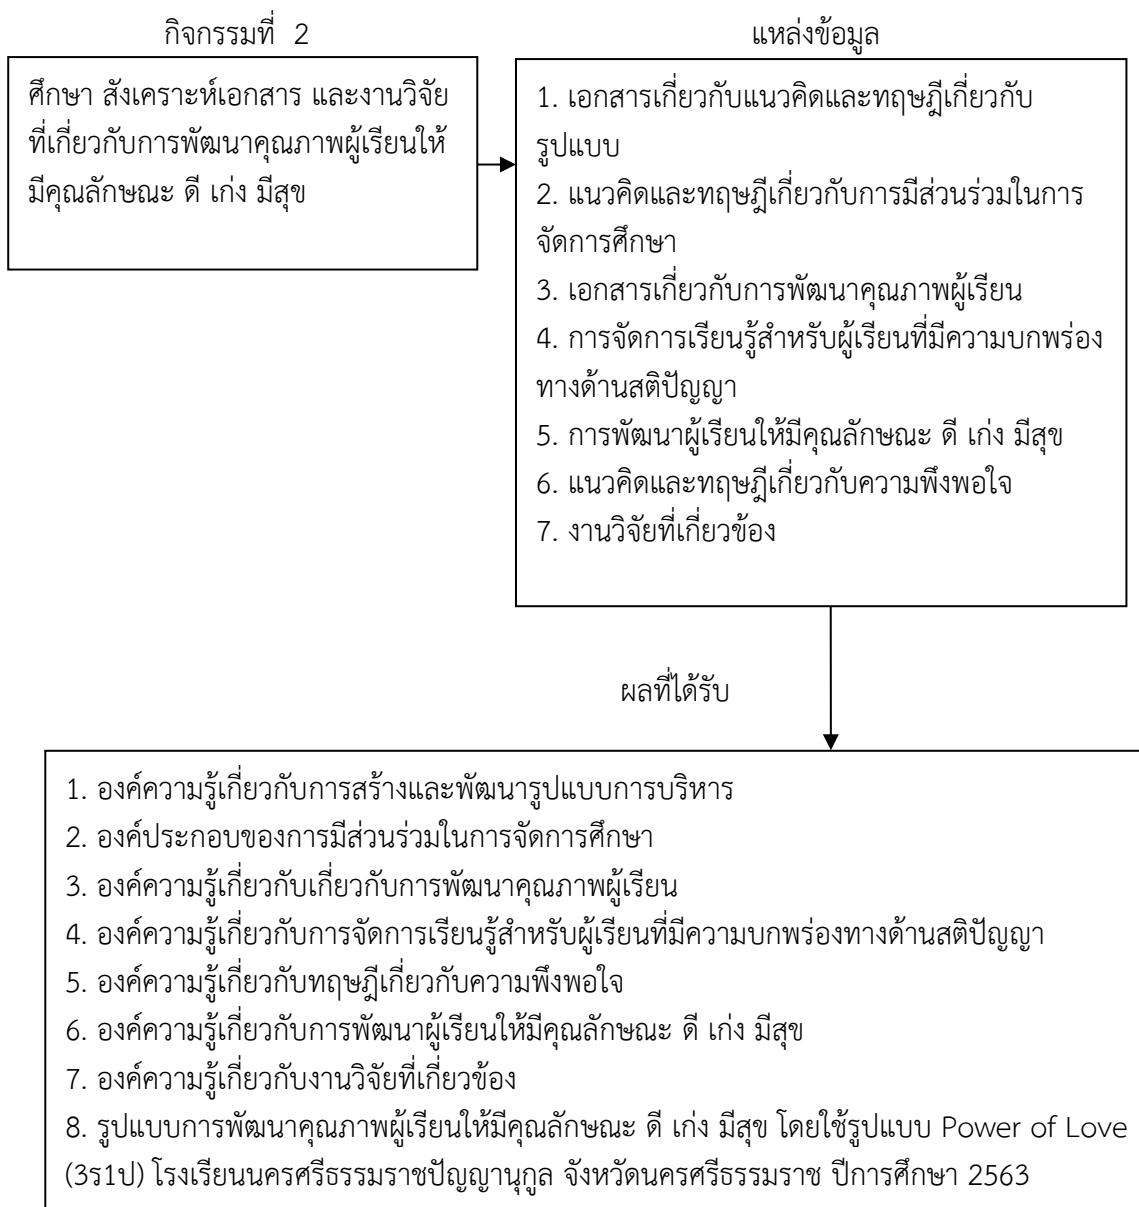 กิจกรรมที่ 2
ศึกษา สังเคราะห์เอกสาร และงานวิจัย
ที่เกี่ยวกับการพัฒนาคุณภาพผู้เรียนให้
มีคุณลักษณะ ดี เก่ง มีสุข
แหล่งข้อมูล
1. เอกสารเกี่ยวกับแนวคิดและทฤษฎีเกี่ยวกับ
รูปแบบ
2. แนวคิดและทฤษฎีเกี่ยวกับการมีส่วนร่วมในการ
จัดการศึกษา
3. เอกสารเกี่ยวกับการพัฒนาคุณภาพผู้เรียน
4. การจัดการเรียนรู้สำหรับผู้เรียนที่มีความบกพร่อง
ทางด้านสติปัญญา
5. การพัฒนาผู้เรียนให้มีคุณลักษณะ ดี เก่ง มีสุข
6. แนวคิดและทฤษฎีเกี่ยวกับความพึงพอใจ
7. งานวิจัยที่เกี่ยวข้อง
ผลที่ได้รับ
1. องค์ความรู้เกี่ยวกับการสร้างและพัฒนารูปแบบการบริหาร
2. องค์ประกอบของการมีส่วนร่วมในการจัดการศึกษา
3. องค์ความรู้เกี่ยวกับเกี่ยวกับการพัฒนาคุณภาพผู้เรียน
4. องค์ความรู้เกี่ยวกับการจัดการเรียนรู้สำหรับผู้เรียนที่มีความบกพร่องทางด้านสติปัญญา
5. องค์ความรู้เกี่ยวกับทฤษฎีเกี่ยวกับความพึงพอใจ
6. องค์ความรู้เกี่ยวกับการพัฒนาผู้เรียนให้มีคุณลักษณะ ดี เก่ง มีสุข
7. องค์ความรู้เกี่ยวกับงานวิจัยที่เกี่ยวข้อง
8. รูปแบบการพัฒนาคุณภาพผู้เรียนให้มีคุณลักษณะ ดี เก่ง มีสุข โดยใช้รูปแบบ Power of Love
(3ร1ป) โรงเรียนนครศรีธรรมราชปัญญานุกูล จังหวัดนครศรีธรรมราช ปีการศึกษา 2563